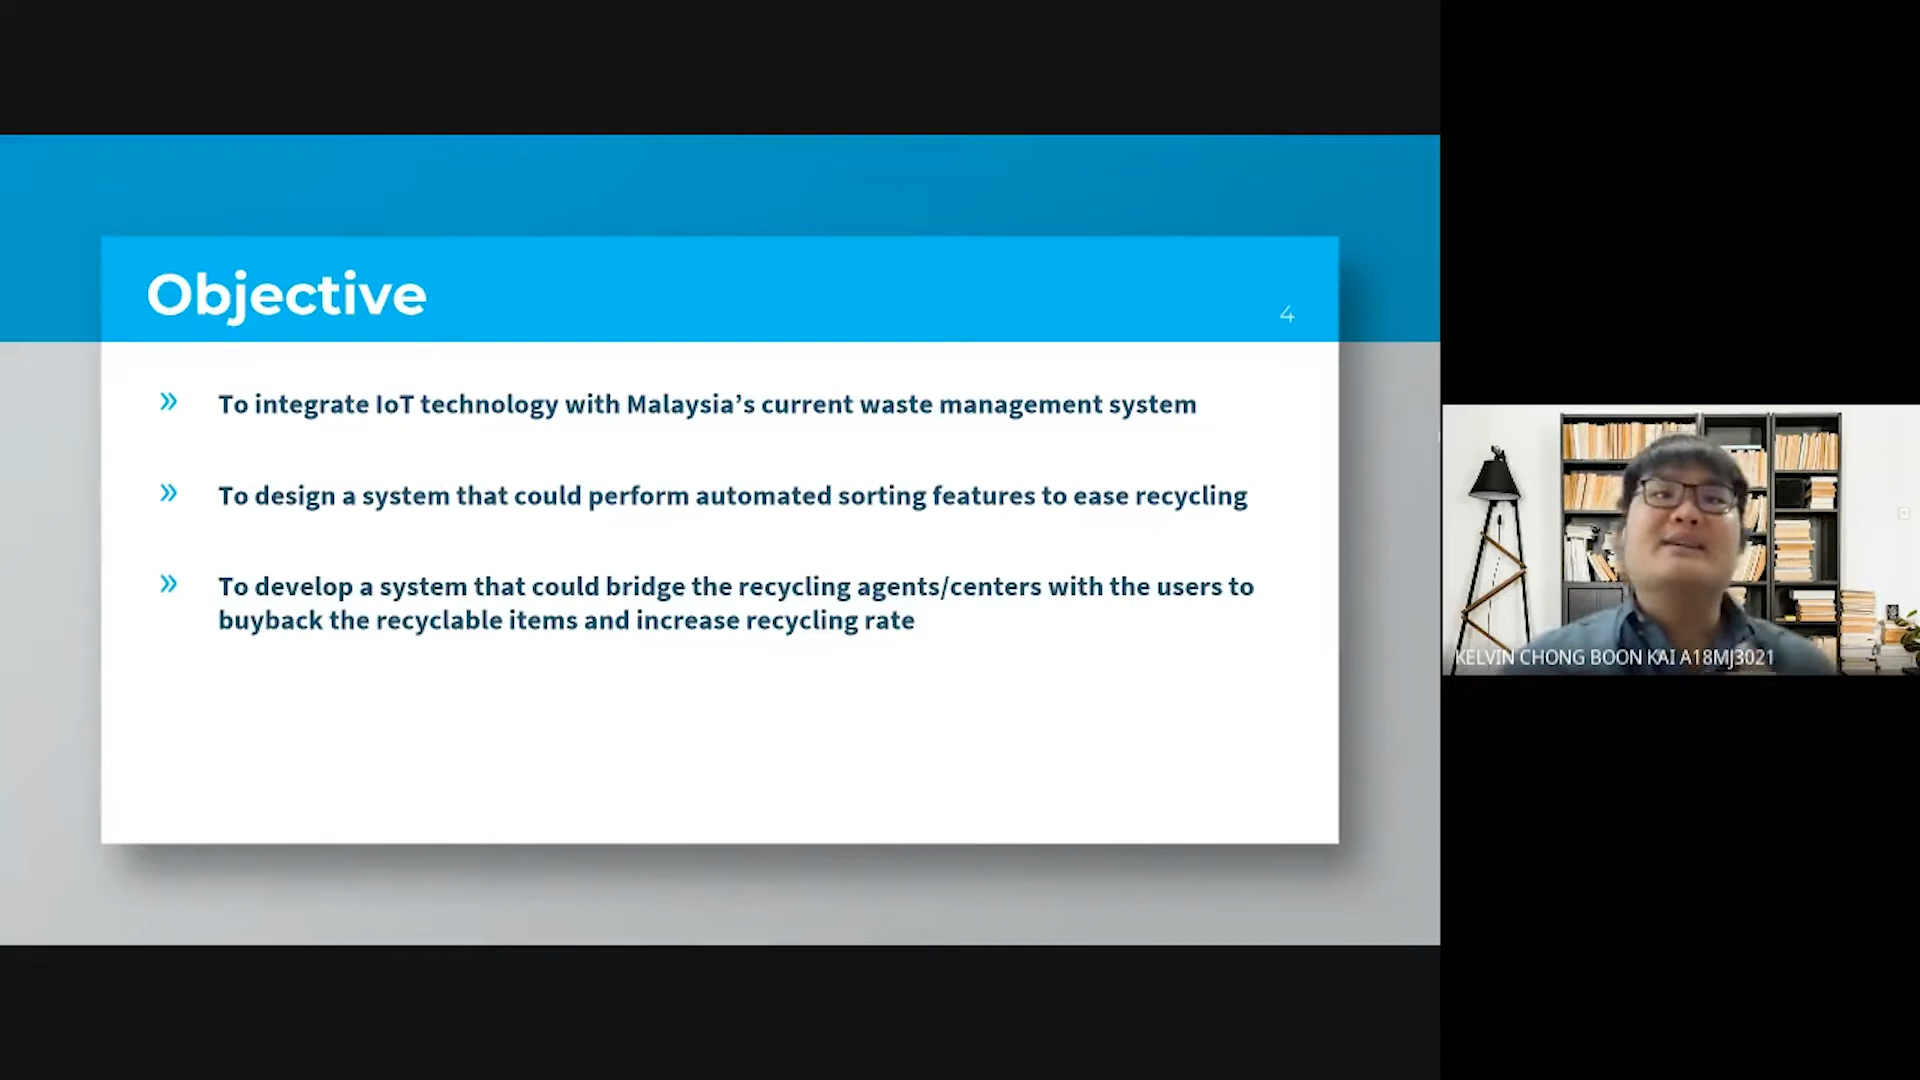 Objective
4
» To integrate IoT technology with Malaysia’s current waste management system
» To design a system that could perform automated sorting features to ease recycling
» To develop a system that could bridge the recycling agents/centers with the users to
buyback the recyclable items and increase recycling rate
KELVIN CHONG BOON KAI A18MJ3021